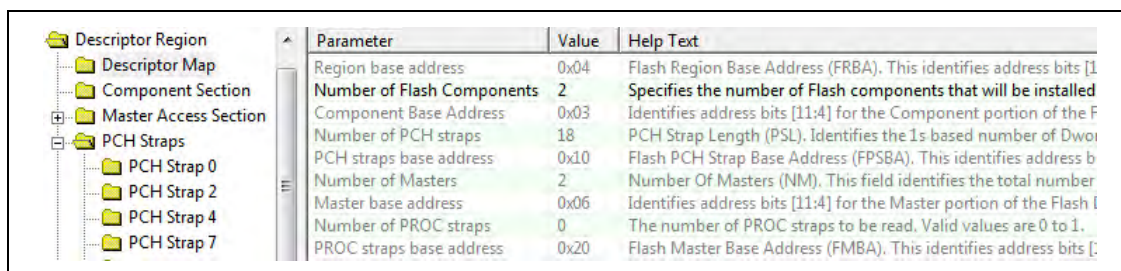 Descriptor Region
Descriptor Map
Component Section
Master Access Section
PCH Straps
PCH Strap 0
PCH Strap 2
PCH Strap 4
PCH Strap 7
Parameter Value Help Text
Region base address 0x04 Flash Region Base Address (FRBA). This identifies address bits [1
Number of Flash Components 2 Specifies the number of Flash components that will be installed
Component Base Address 0x03 Identifies address bits [11:4] for the Component portion of the F
Number of PCH straps 18 PCH Strap Length (PSL). Identifies the 1s based number of Dwor
PCH straps base address 0x10 Flash PCH Strap Base Address (FPSBA). This identifies address b
Number of Masters 2 Number Of Masters (NM). This field identifies the total number
Master base address 0x06 Identifies address bits [11:4] for the Master portion of the Flash
Number of PROC straps 0 The number of PROC straps to be read. Valid values are 0 to 1.
PROC straps base address 0x20 Flash Master Base Address (FMBA). This identifies address bits [